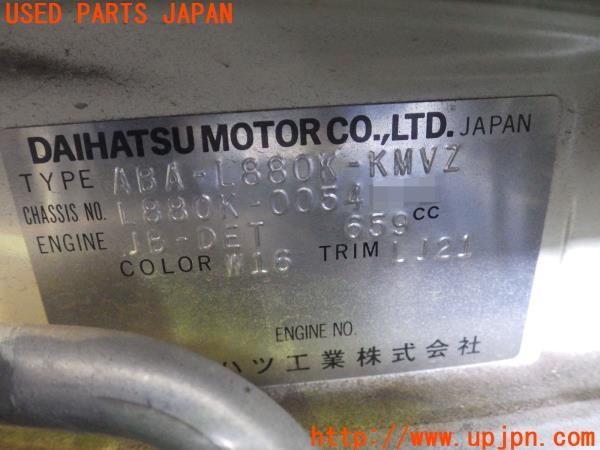 USED PARTS JAPAN
DAIHATSU MOTOR CO.,LTD. JAPAN
TYPE ABA-L880K-KMVZ
CHASSIS NO. L880K-0054
ENGINE JB-DET 659 CC
COLOR W16 TRIM LJ21
ENGINE NO.
ハツ工業株式会社
(株)UPJ
www.upjpn.com